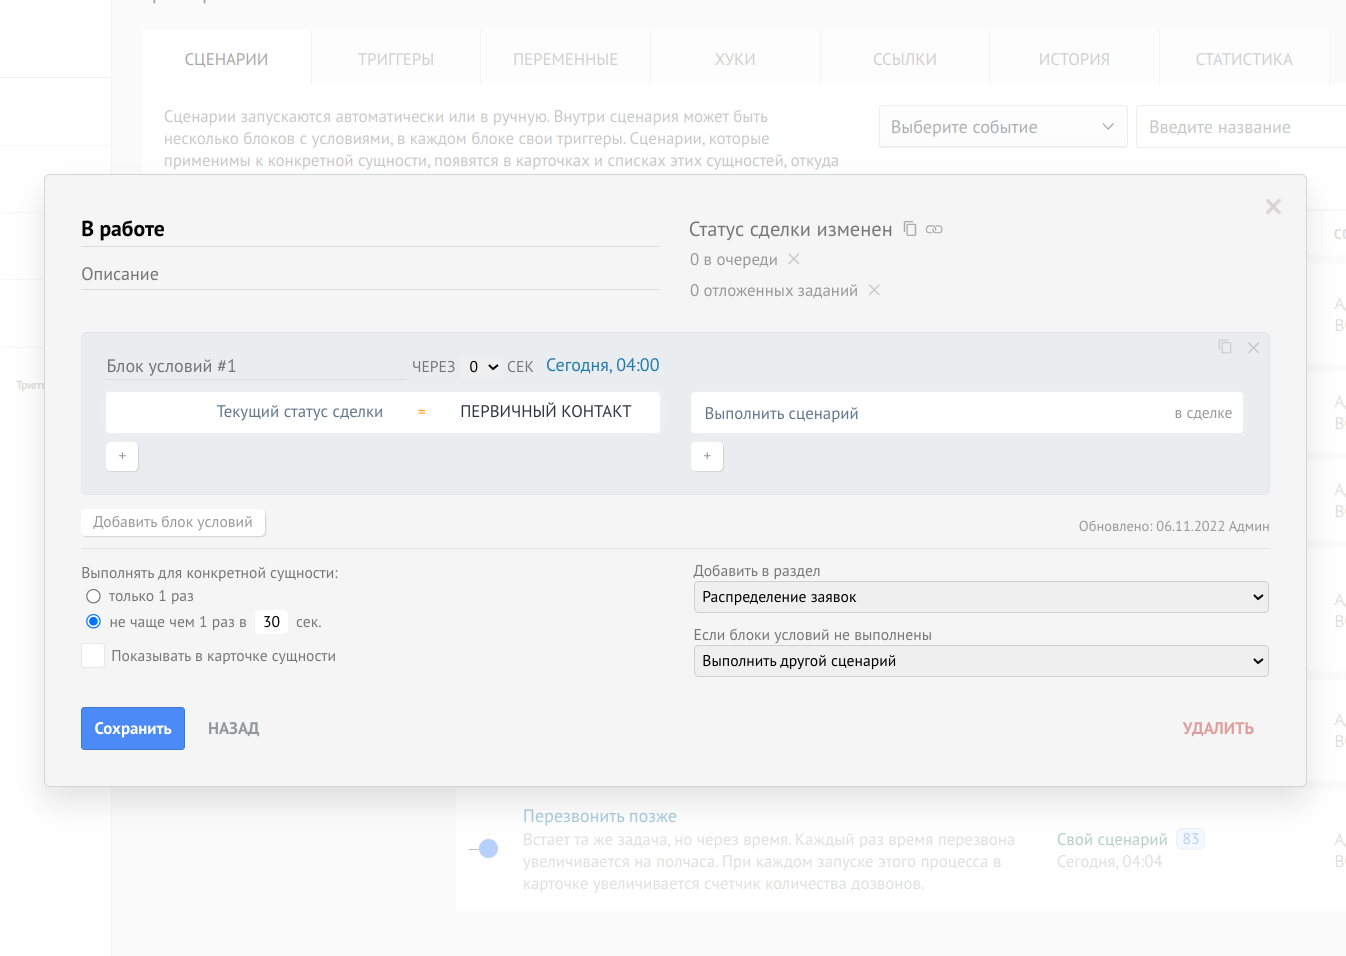 СЦЕНАРИИ
ТРИГГЕРЫ
ПЕРЕМЕННЫЕ
ХУКИ
ССЫЛКИ
ИСТОРИЯ
СТАТИСТИКА
Сценарии запускаются автоматически или в ручную. Внутри сценария может быть
несколько блоков с условиями, в каждом блоке свои триггеры. Сценарии, которые
применимы к конкретной сущности, появятся в карточках и списках этих сущностей, откуда
Выберите событие
Введите название
В работе
Описание
Статус сделки изменен
0 в очереди
0 отложенных заданий
Блок условий #1
ЧЕРЕЗ 0 СЕК Сегодня, 04:00
Текущий статус сделки = ПЕРВИЧНЫЙ КОНТАКТ
+
Выполнить сценарий в сделке
+
Добавить блок условий
Обновлено: 06.11.2022 Админ
Выполнять для конкретной сущности:
только 1 раз
не чаще чем 1 раз в 30 сек.
Показывать в карточке сущности
Добавить в раздел
Распределение заявок
Если блоки условий не выполнены
Выполнить другой сценарий
Сохранить
НАЗАД
УДАЛИТЬ
Перезвонить позже
Встает та же задача, но через время. Каждый раз время перезвона
увеличивается на полчаса. При каждом запуске этого процесса в
карточке увеличивается счетчик количества дозвонов.
Свой сценарий 83
Сегодня, 04:04